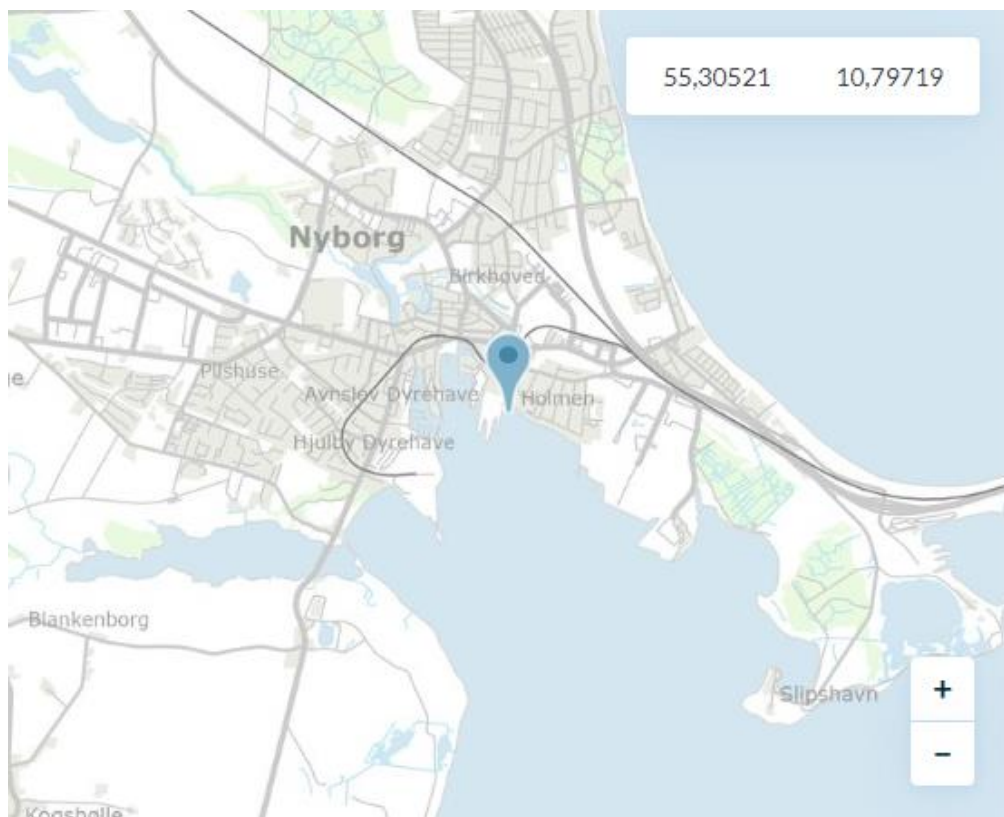 55,30521 10,79719
Nyborg
Birkhoved
Pilshuse
Avnslev Dyrehave
Holmen
Hjulby Dyrehave
Blankenborg
Slipshavn
+
−